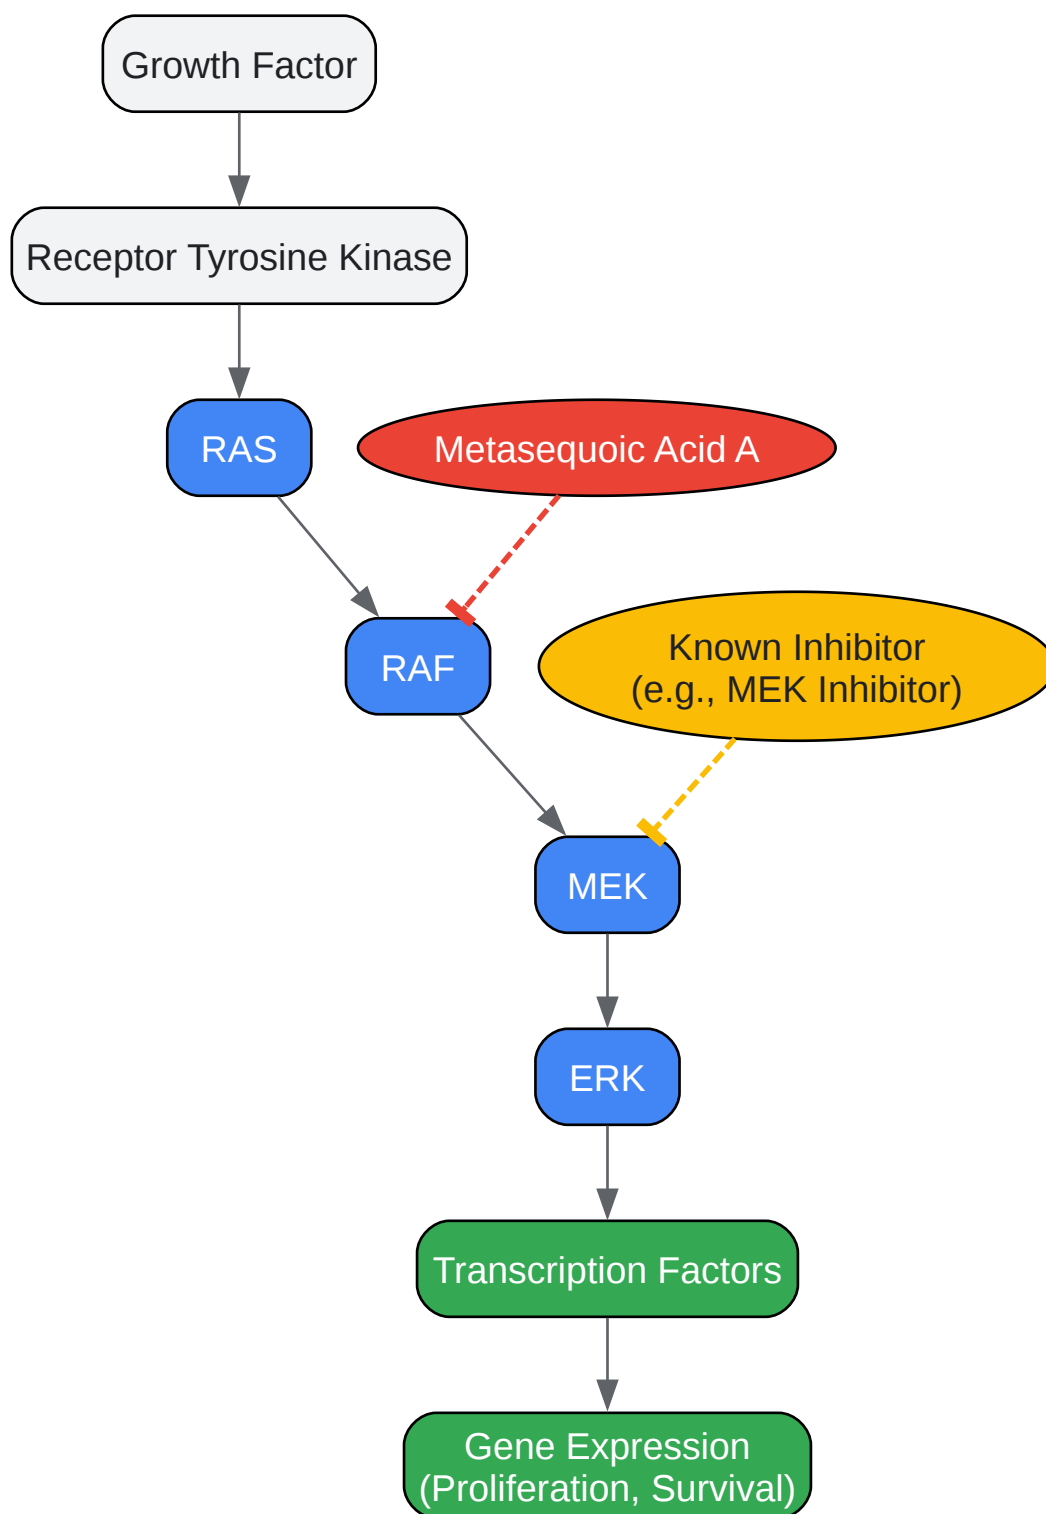 Growth Factor
Receptor Tyrosine Kinase
RAS
Metasequoic Acid A
RAF
Known Inhibitor
(e.g., MEK Inhibitor)
MEK
ERK
Transcription Factors
Gene Expression
(Proliferation, Survival)